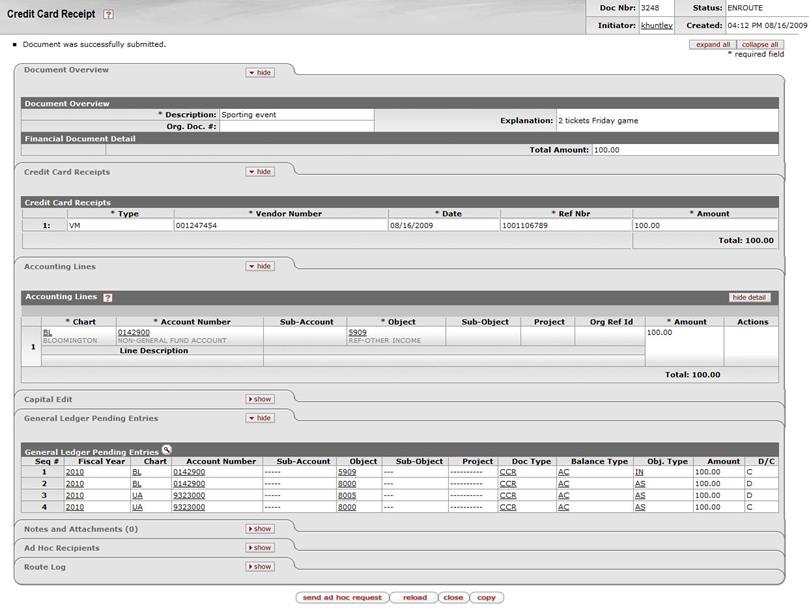 Credit Card Receipt ?
Doc Nbr: 3248 Status: ENROUTE
Initiator: khuntley Created: 04:12 PM 08/16/2009
Document was successfully submitted.
expand all collapse all
* required field
Document Overview hide
Document Overview
* Description: Sporting event
Explanation: 2 tickets Friday game
Org. Doc. #:
Financial Document Detail
Total Amount: 100.00
Credit Card Receipts hide
Credit Card Receipts
* Type * Vendor Number * Date * Ref Nbr * Amount
1: VM 001247454 08/16/2009 1001106789 100.00
Total: 100.00
Accounting Lines hide
Accounting Lines ? hide detail
* Chart * Account Number Sub-Account * Object Sub-Object Project Org Ref Id * Amount Actions
1 BL 0142900 5909 100.00
BLOOMINGTON NON-GENERAL FUND ACCOUNT REF-OTHER INCOME
Line Description
Total: 100.00
Capital Edit show
General Ledger Pending Entries hide
General Ledger Pending Entries
Seq # Fiscal Year Chart Account Number Sub-Account Object Sub-Object Project Doc Type Balance Type Obj. Type Amount D/C
1 2010 BL 0142900 ----- 5909 --- ---------- CCR AC IN 100.00 C
2 2010 BL 0142900 ----- 8000 --- ---------- CCR AC AS 100.00 D
3 2010 UA 9323000 ----- 8005 --- ---------- CCR AC AS 100.00 D
4 2010 UA 9323000 ----- 8000 --- ---------- CCR AC AS 100.00 C
Notes and Attachments (0) show
Ad Hoc Recipients show
Route Log show
send ad hoc request reload close copy